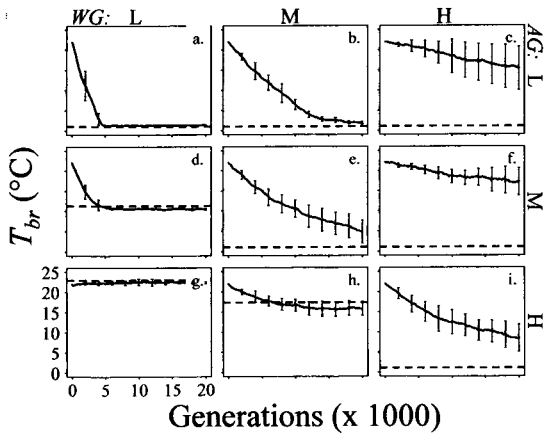 WG: L M H
a. b. c.
AG: L
d. e. f.
M
g. h. i.
H
T_br (°C)
25
20
15
10
5
0
0 5 10 15 20
Generations (x 1000)